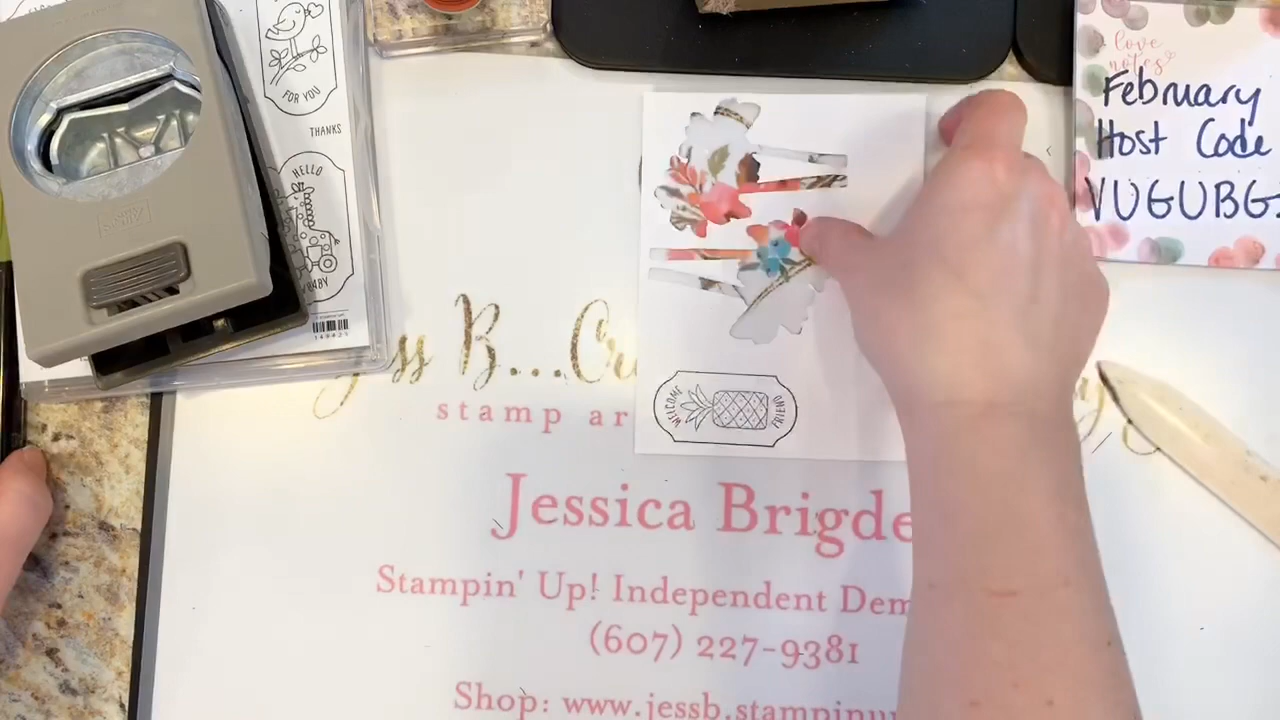 FOR YOU
THANKS
HELLO
BABY
love
notes
February
Host Code
WELCOME
FRIEND
ss B...
stamp ar
Jessica Brigde
Stampin' Up! Independent Dem
(607) 227-9381
Shop: www.jessb.stampinu